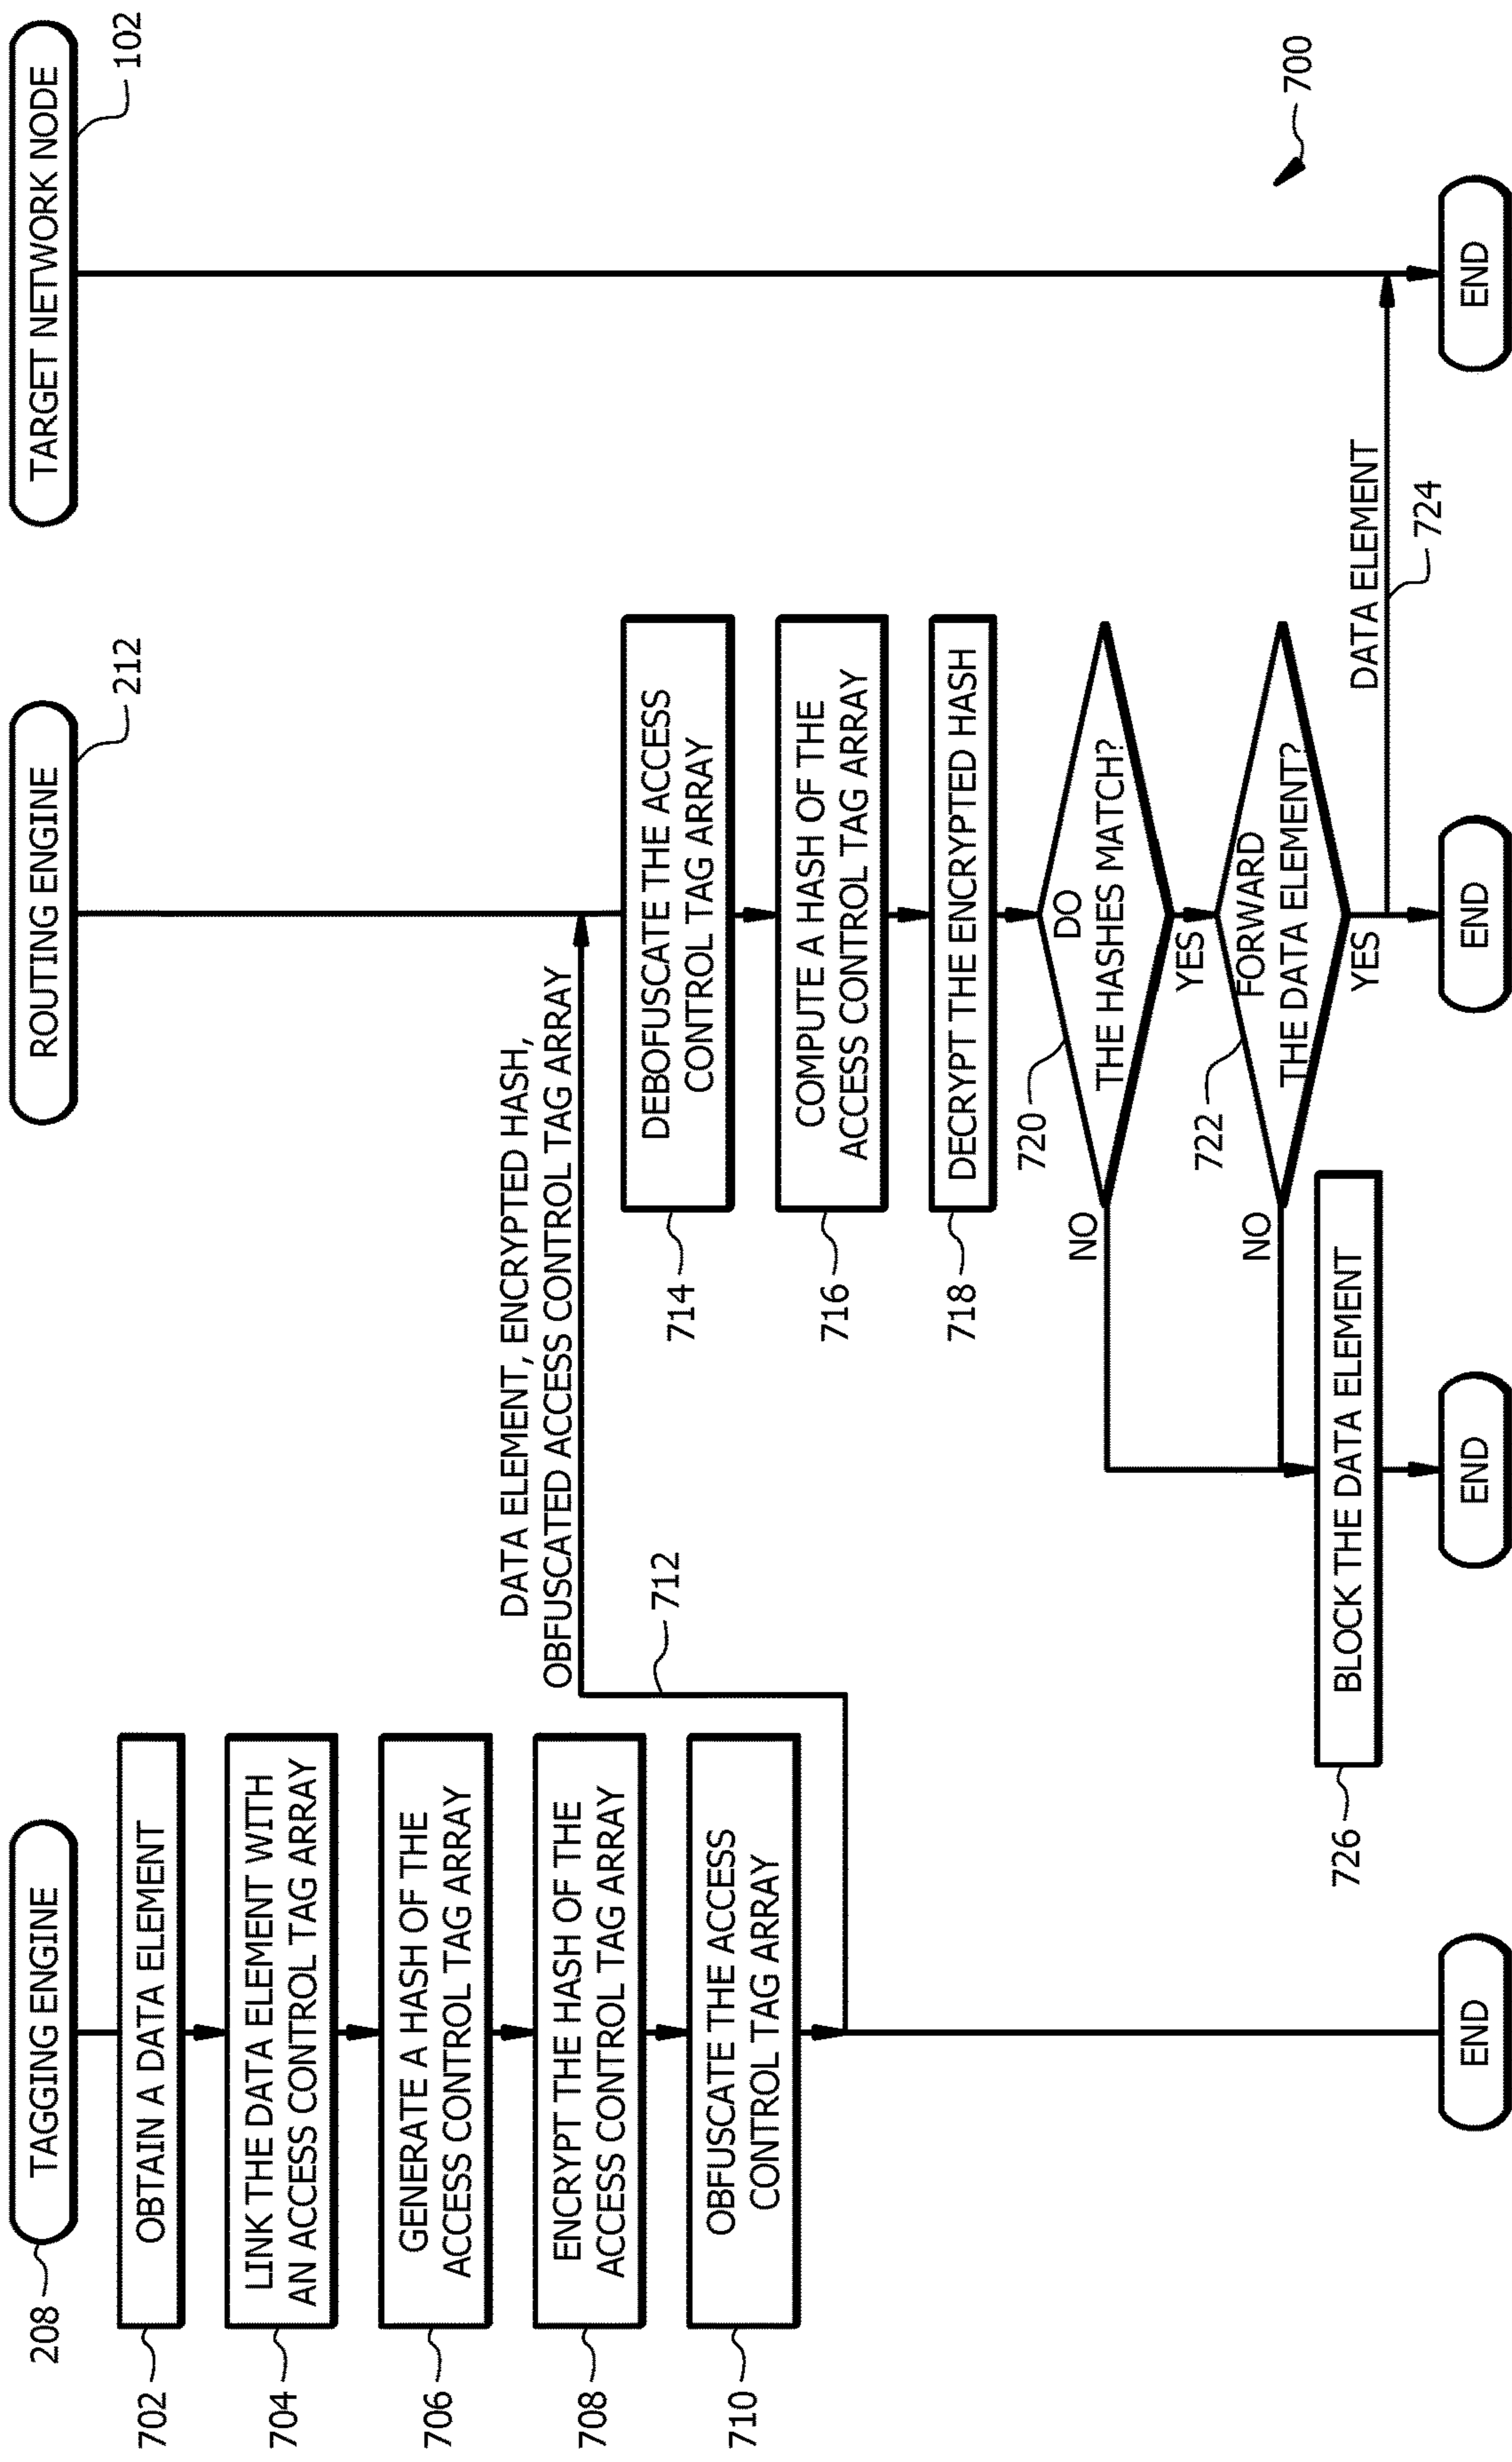 TAGGING ENGINE
208
ROUTING ENGINE
212
TARGET NETWORK NODE
102
702
OBTAIN A DATA ELEMENT
704
LINK THE DATA ELEMENT WITH
AN ACCESS CONTROL TAG ARRAY
706
GENERATE A HASH OF THE
ACCESS CONTROL TAG ARRAY
708
ENCRYPT THE HASH OF THE
ACCESS CONTROL TAG ARRAY
710
OBFUSCATE THE ACCESS
CONTROL TAG ARRAY
DATA ELEMENT, ENCRYPTED HASH,
OBFUSCATED ACCESS CONTROL TAG ARRAY
712
714
DEBOFUSCATE THE ACCESS
CONTROL TAG ARRAY
716
COMPUTE A HASH OF THE
ACCESS CONTROL TAG ARRAY
718
DECRYPT THE ENCRYPTED HASH
720
DO
THE HASHES MATCH?
NO
YES
722
FORWARD
THE DATA ELEMENT?
NO
YES
DATA ELEMENT
724
726
BLOCK THE DATA ELEMENT
700
END
END
END
END